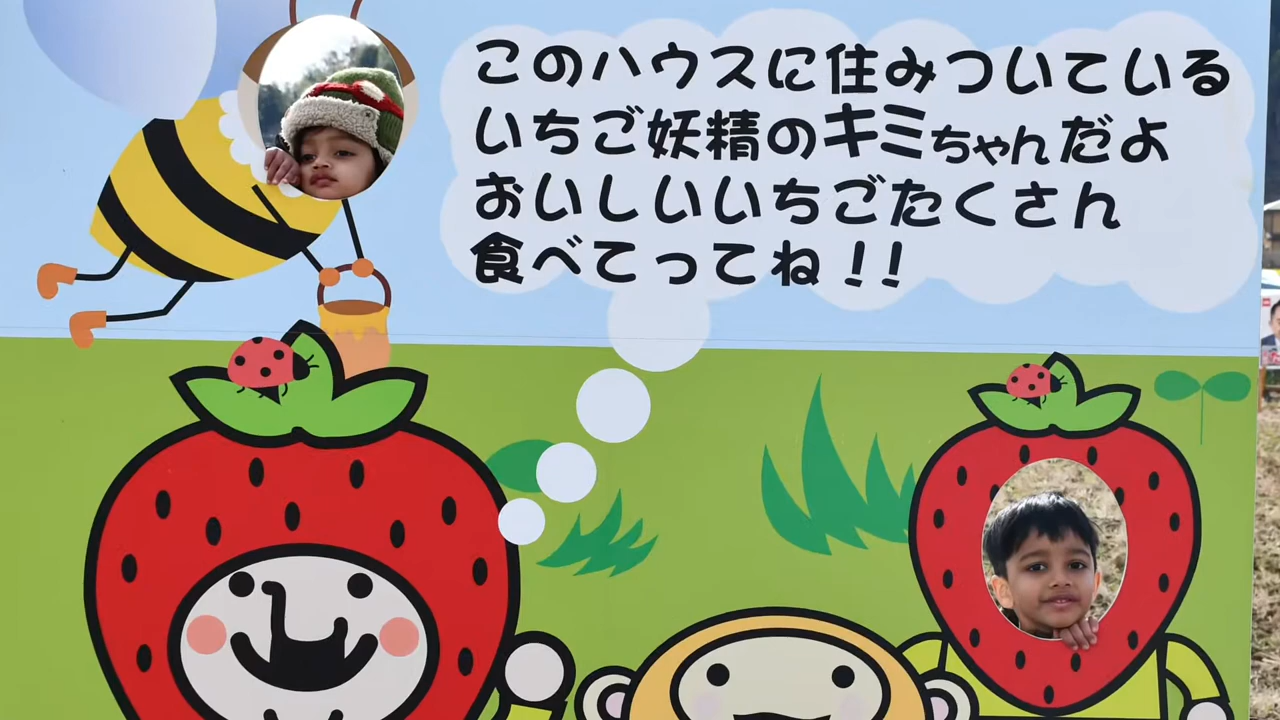 このハウスに住みついている
いちご妖精のキミちゃんだよ
おいしいいちごたくさん
食べてってね!!